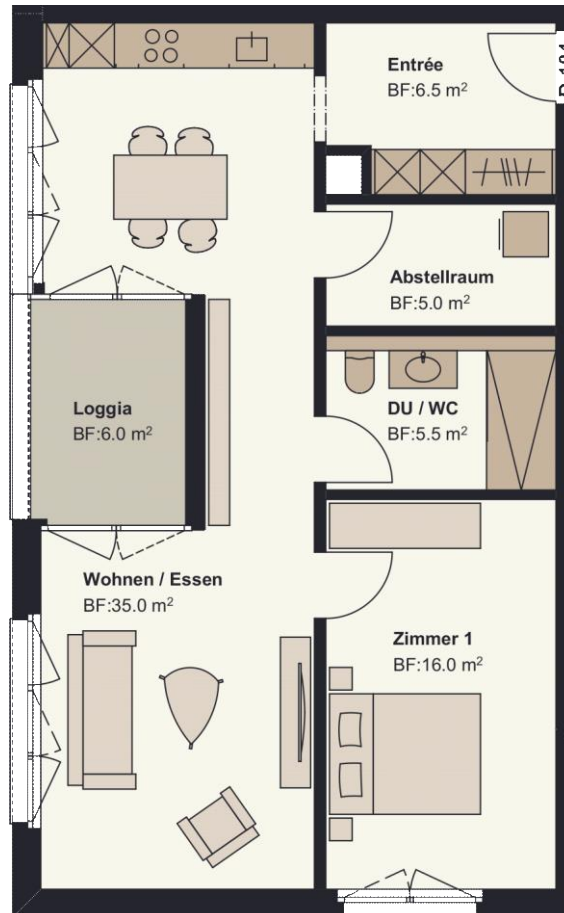 Entrée
BF:6.5 m²
Abstellraum
BF:5.0 m²
Loggia
BF:6.0 m²
DU / WC
BF:5.5 m²
Wohnen / Essen
BF:35.0 m²
Zimmer 1
BF:16.0 m²